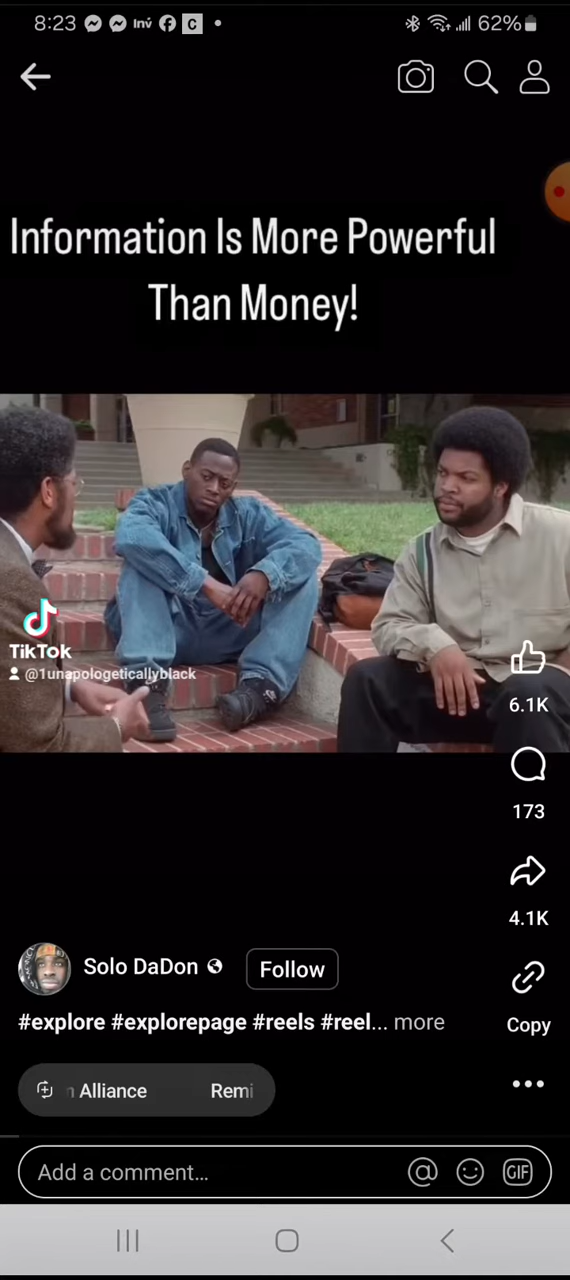 8:23
Inv
C
62%
Information Is More Powerful
Than Money!
TikTok
@1unapologeticallyblack
6.1K
173
4.1K
Solo DaDon
Follow
#explore #explorepage #reels #reel... more
Copy
n Alliance Remi
Add a comment...
@
GIF